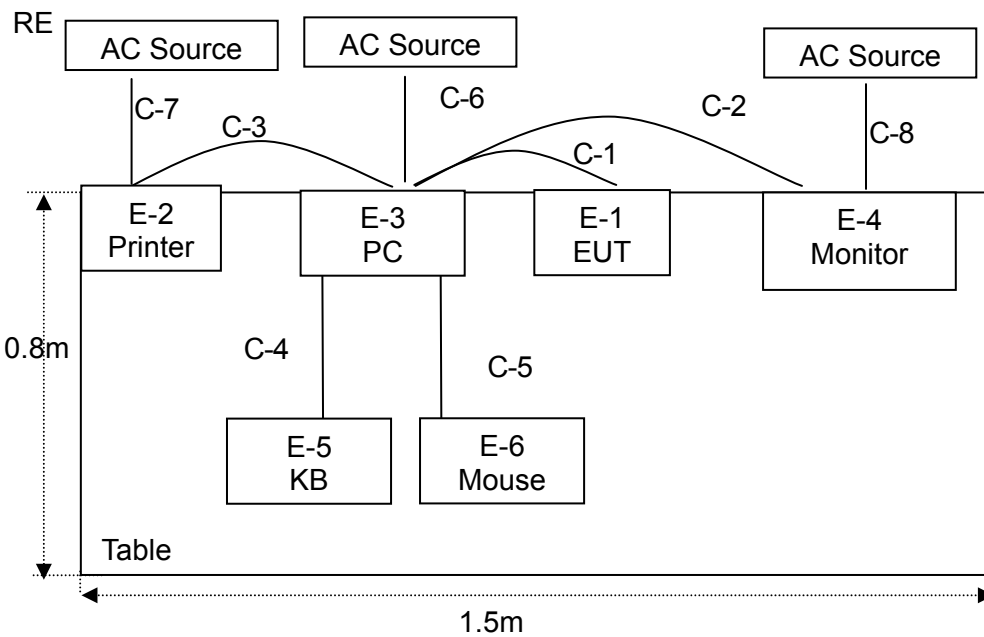 RE
AC Source
AC Source
AC Source
C-7
C-3
C-6
C-2
C-1
C-8
E-2
Printer
E-3
PC
E-1
EUT
E-4
Monitor
0.8m
C-4
C-5
E-5
KB
E-6
Mouse
Table
1.5m